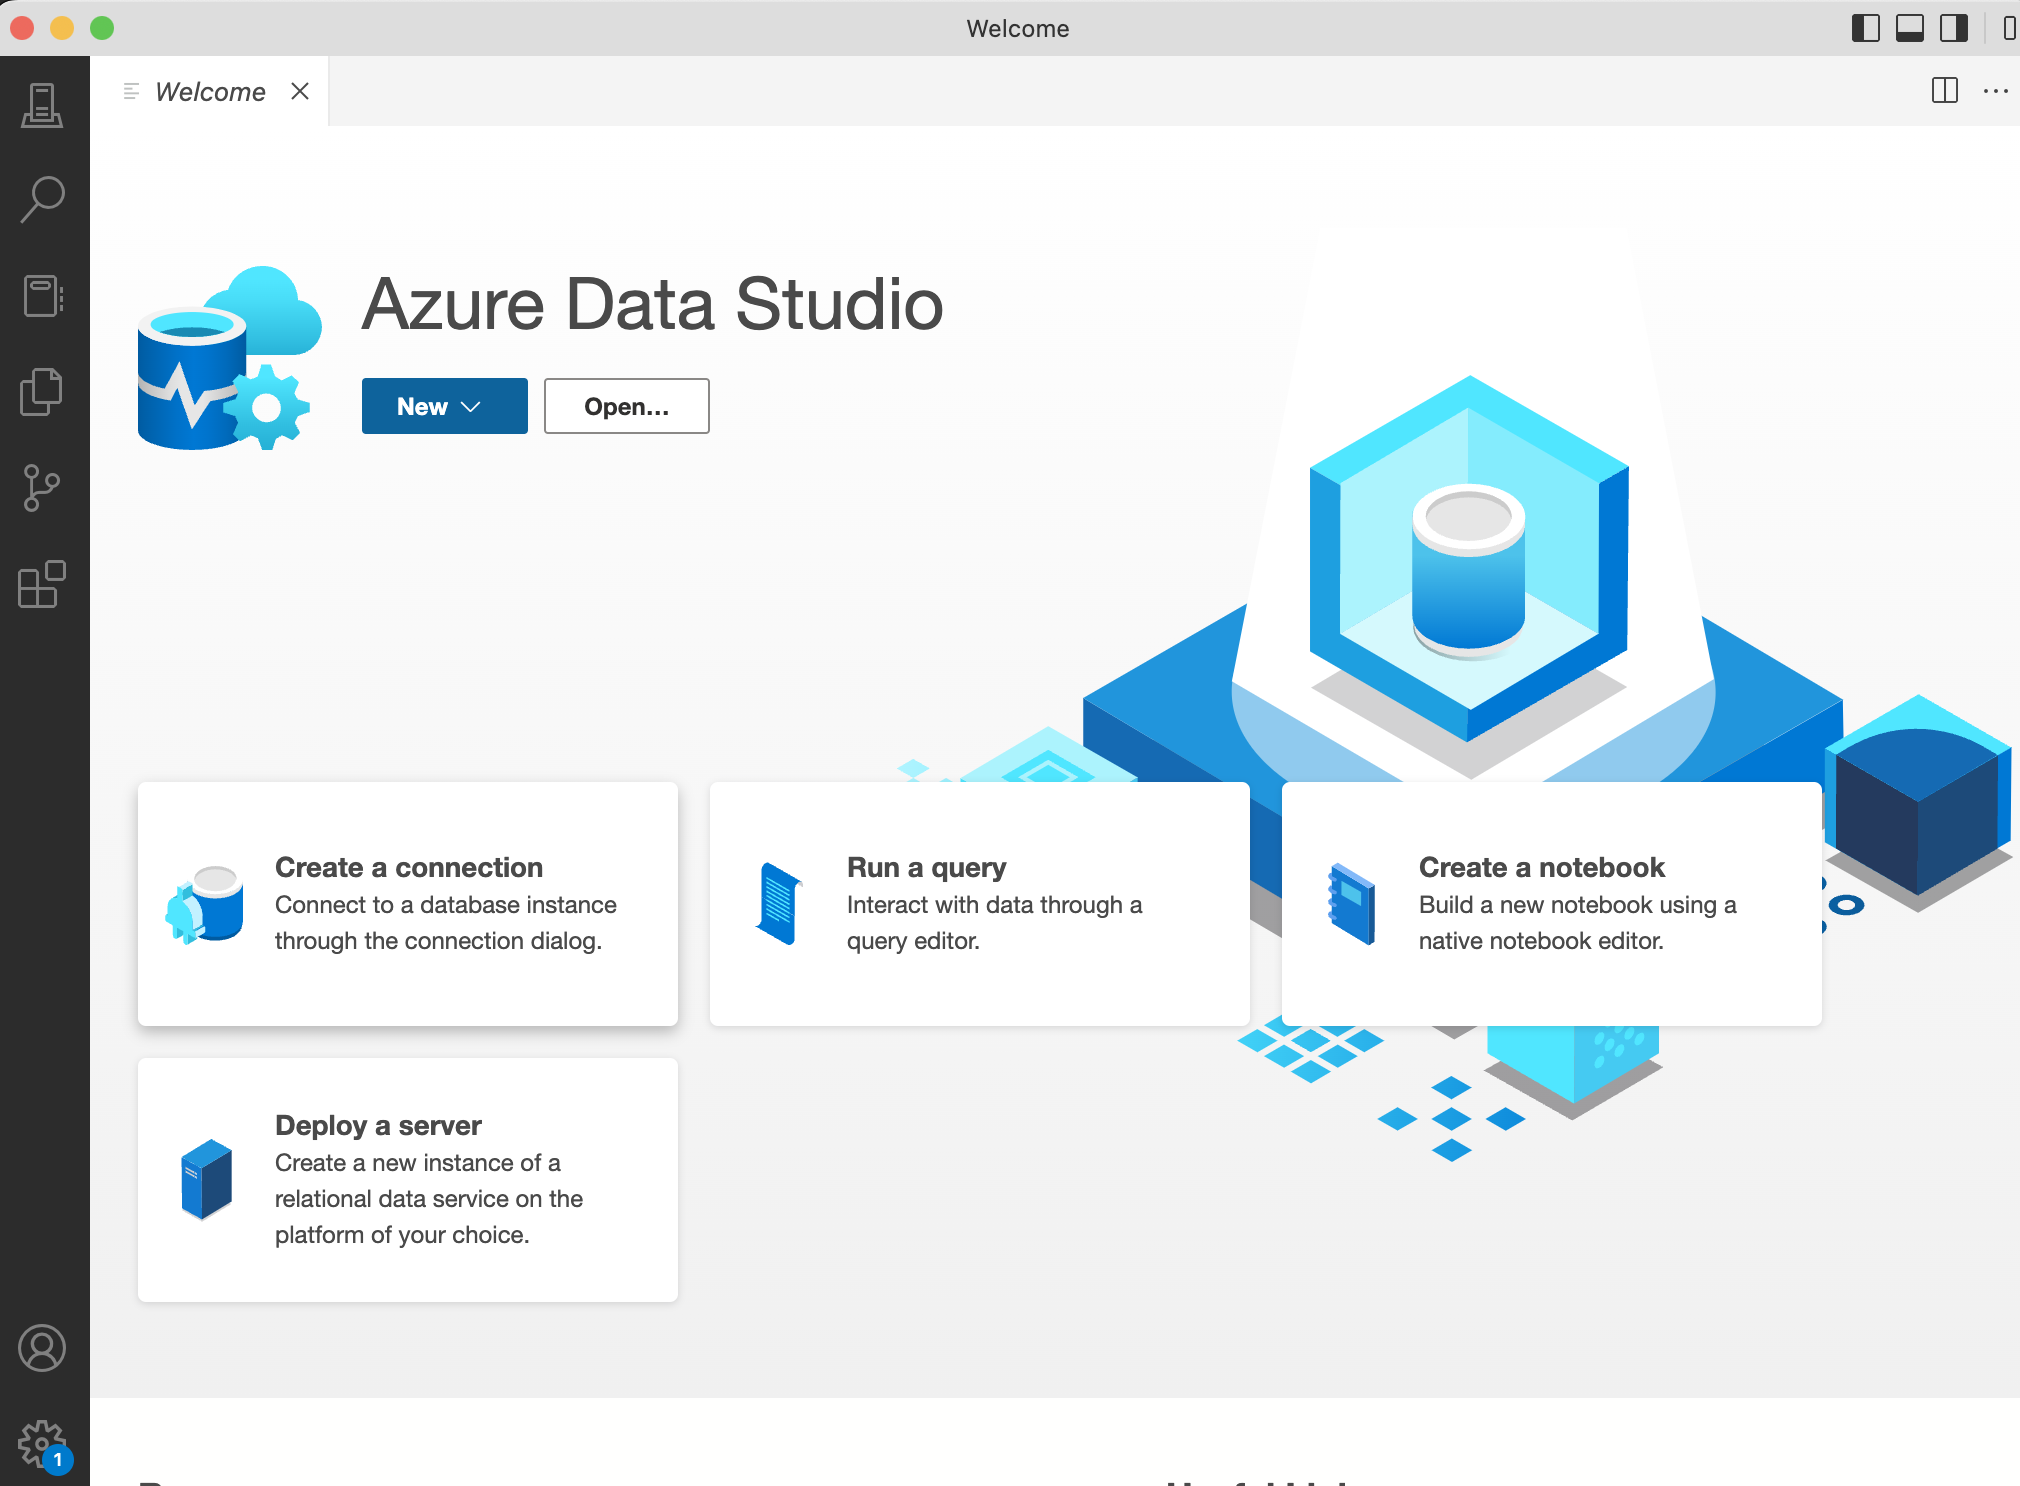 Welcome
Welcome
Azure Data Studio
New
Open...
Create a connection
Connect to a database instance
through the connection dialog.
Run a query
Interact with data through a
query editor.
Create a notebook
Build a new notebook using a
native notebook editor.
Deploy a server
Create a new instance of a
relational data service on the
platform of your choice.
1